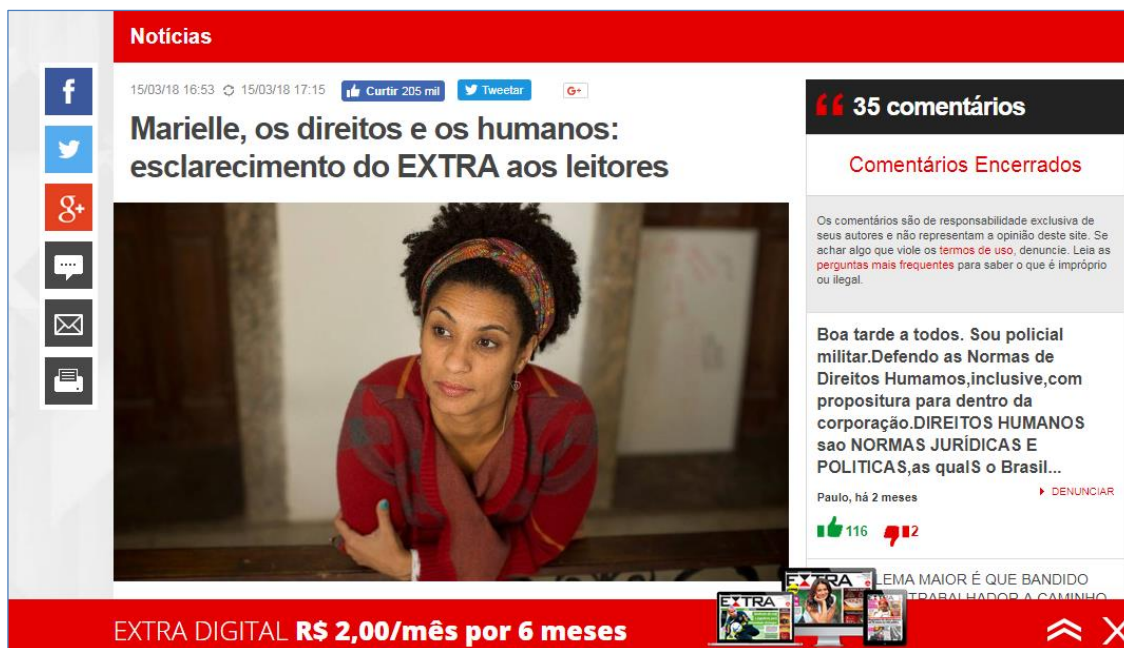 Notícias
15/03/18 16:53 15/03/18 17:15 Curtir 205 mil Tweetar G+
Marielle, os direitos e os humanos:
esclarecimento do EXTRA aos leitores
35 comentários
Comentários Encerrados
Os comentários são de responsabilidade exclusiva de
seus autores e não representam a opinião deste site. Se
achar algo que viole os termos de uso, denuncie. Leia as
perguntas mais frequentes para saber o que é impróprio
ou ilegal.
Boa tarde a todos. Sou policial
militar.Defendo as Normas de
Direitos Humamos,inclusive,com
propositura para dentro da
corporação.DIREITOS HUMANOS
sao NORMAS JURÍDICAS E
POLITICAS,as quaIS o Brasil...
Paulo, há 2 meses
DENUNCIAR
116 2
LEMA MAIOR É QUE BANDIDO
TRABALHADOR A CAMINHO
EXTRA
EXTRA
EXTRA DIGITAL R$ 2,00/mês por 6 meses